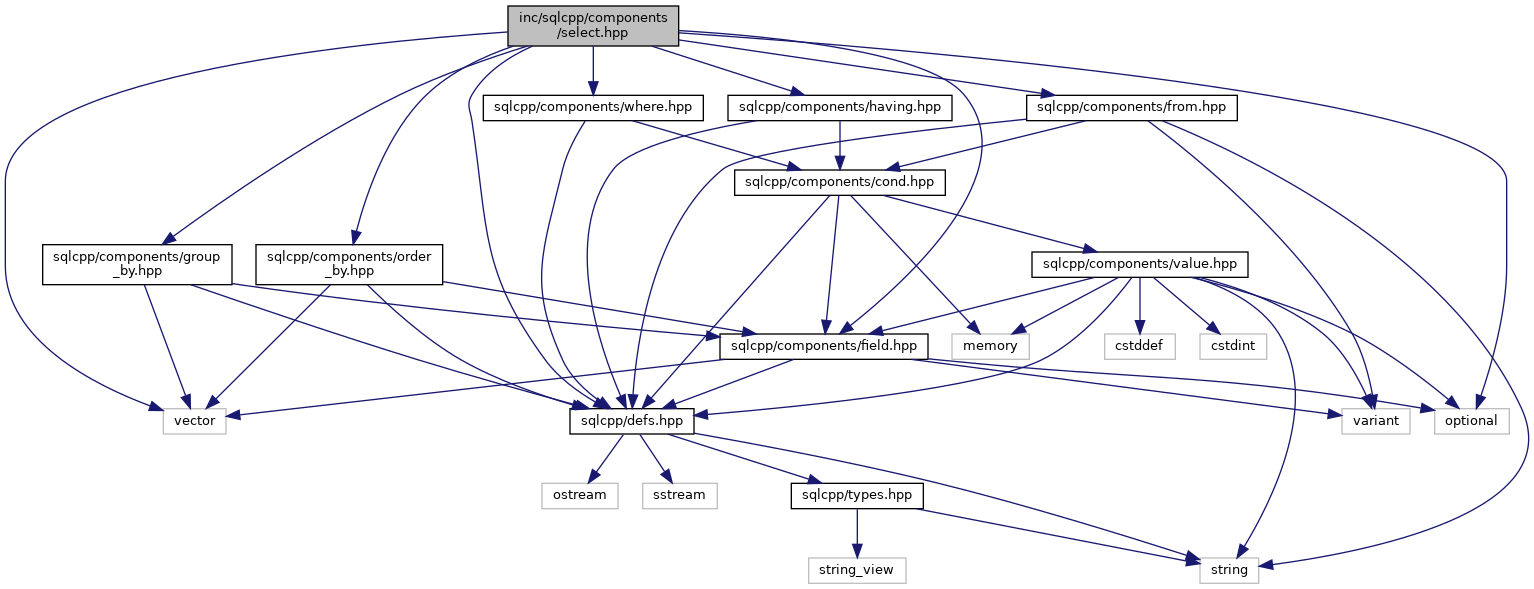 inc/sqlcpp/components
/select.hpp
sqlcpp/components/where.hpp
sqlcpp/components/having.hpp
sqlcpp/components/from.hpp
sqlcpp/components/cond.hpp
sqlcpp/components/group
_by.hpp
sqlcpp/components/order
_by.hpp
sqlcpp/components/value.hpp
sqlcpp/components/field.hpp
memory
cstddef
cstdint
vector
sqlcpp/defs.hpp
variant
optional
ostream
sstream
sqlcpp/types.hpp
string_view
string